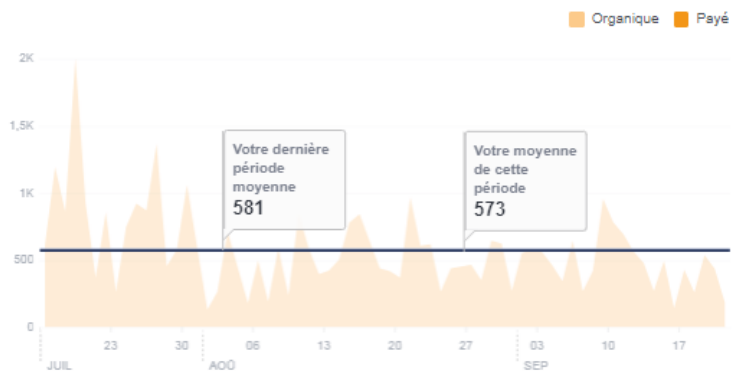 Organique Payé
2K
1,5K
1K
500
0
Votre dernière
période
moyenne
581
Votre moyenne
de cette
période
573
23 30 06 13 20 27 03 10 17
JUIL AOÛ SEP